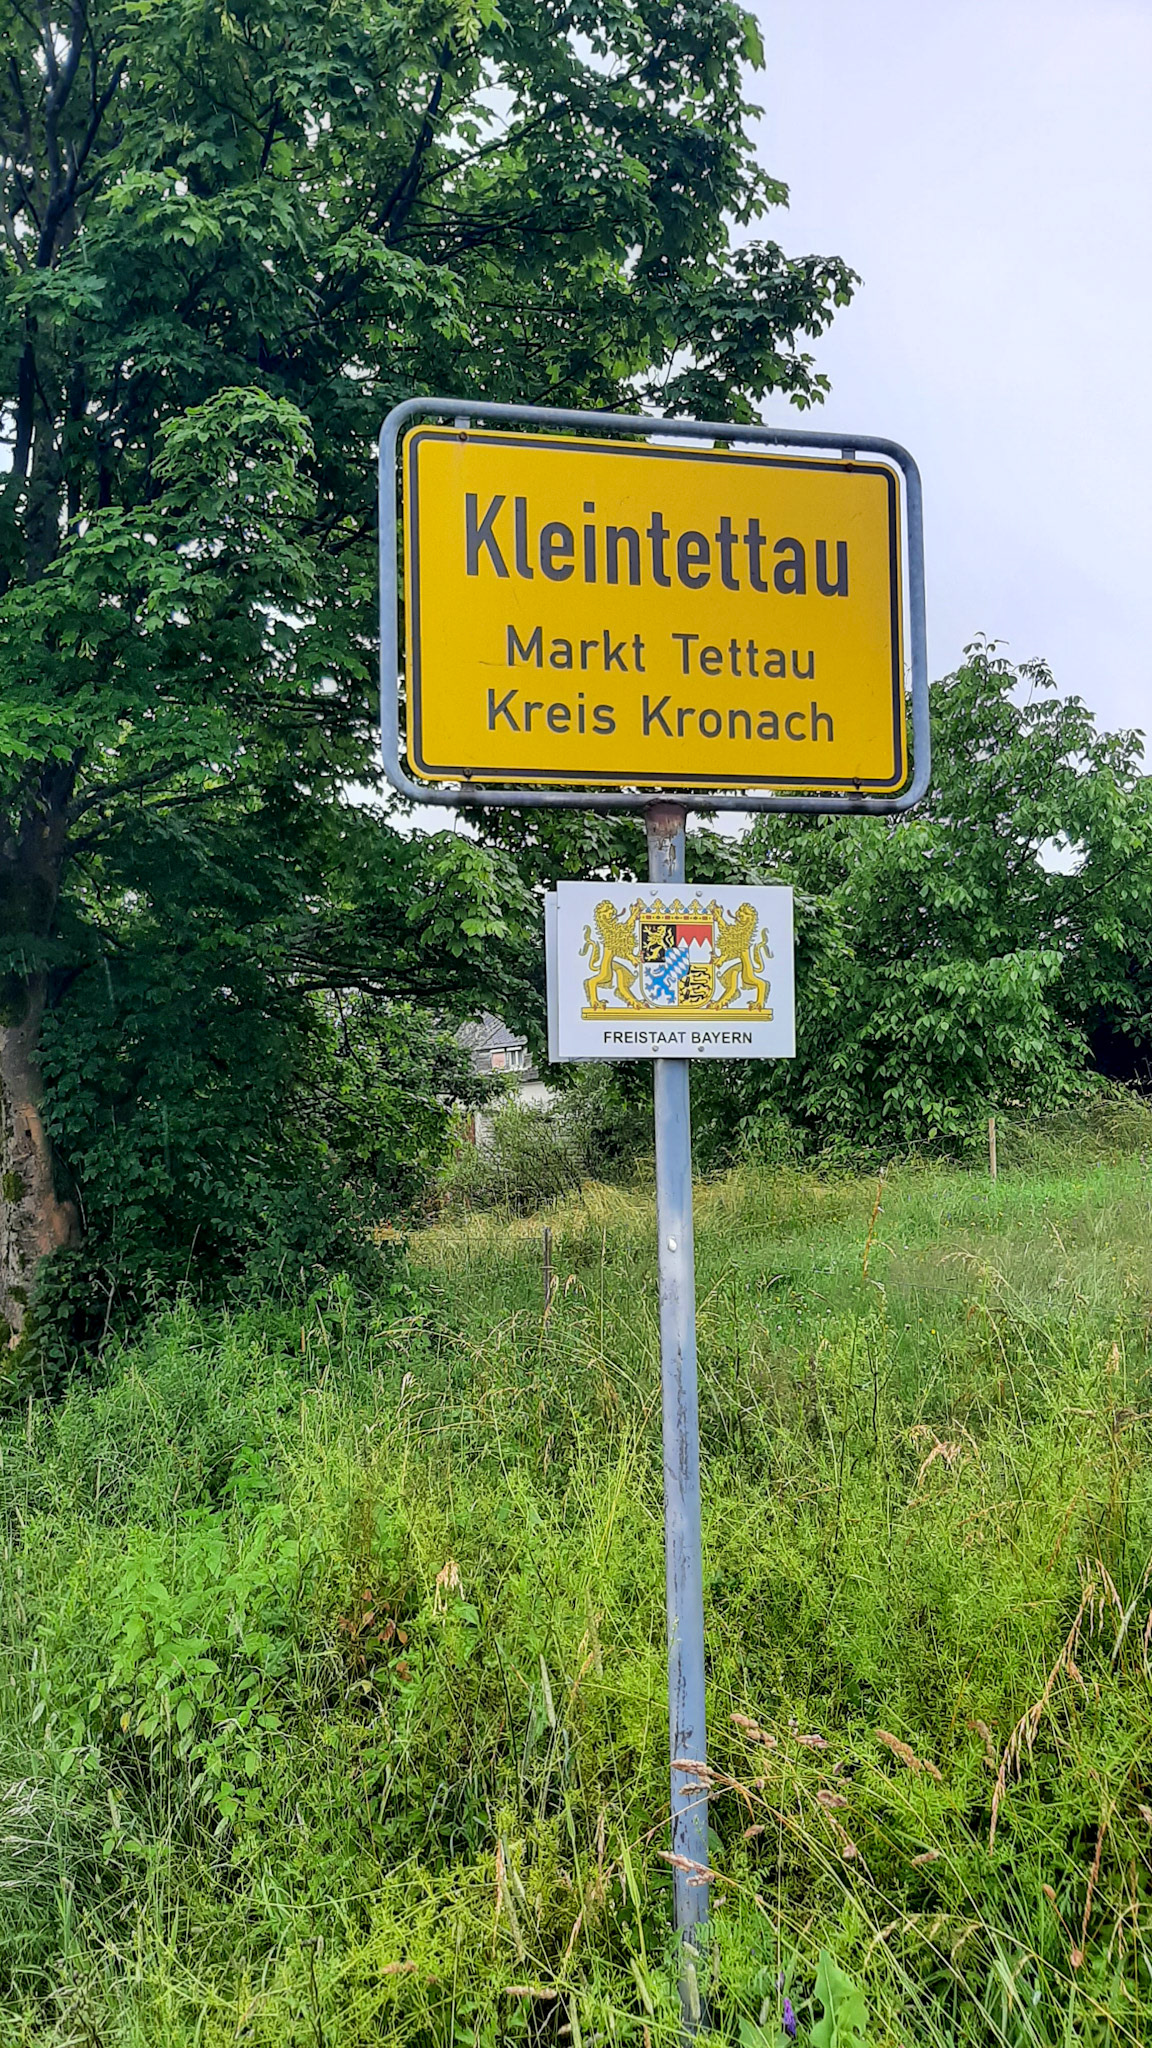 Kleintettau
Markt Tettau
Kreis Kronach
FREISTAAT BAYERN